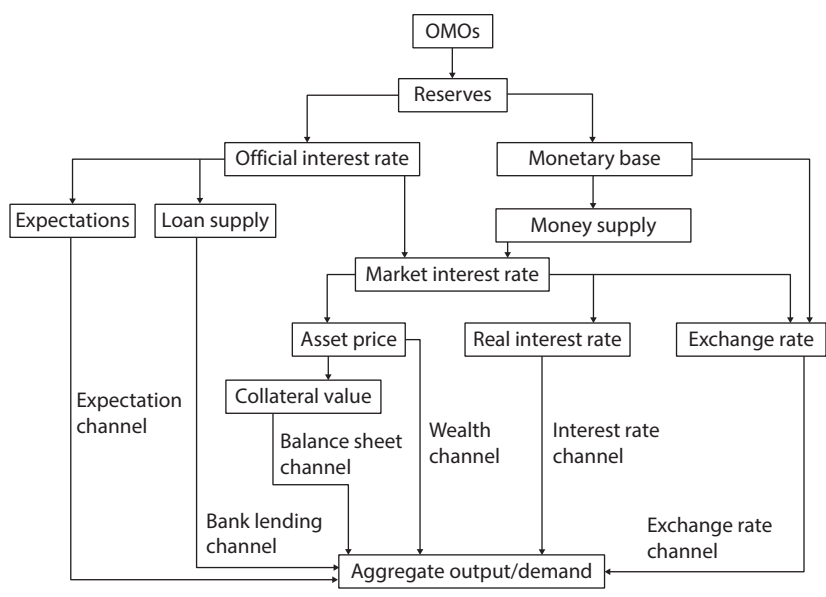 OMOs
Reserves
Official interest rate
Monetary base
Expectations
Loan supply
Money supply
Market interest rate
Asset price
Real interest rate
Exchange rate
Collateral value
Expectation
channel
Balance sheet
channel
Wealth
channel
Interest rate
channel
Bank lending
channel
Exchange rate
channel
Aggregate output/demand